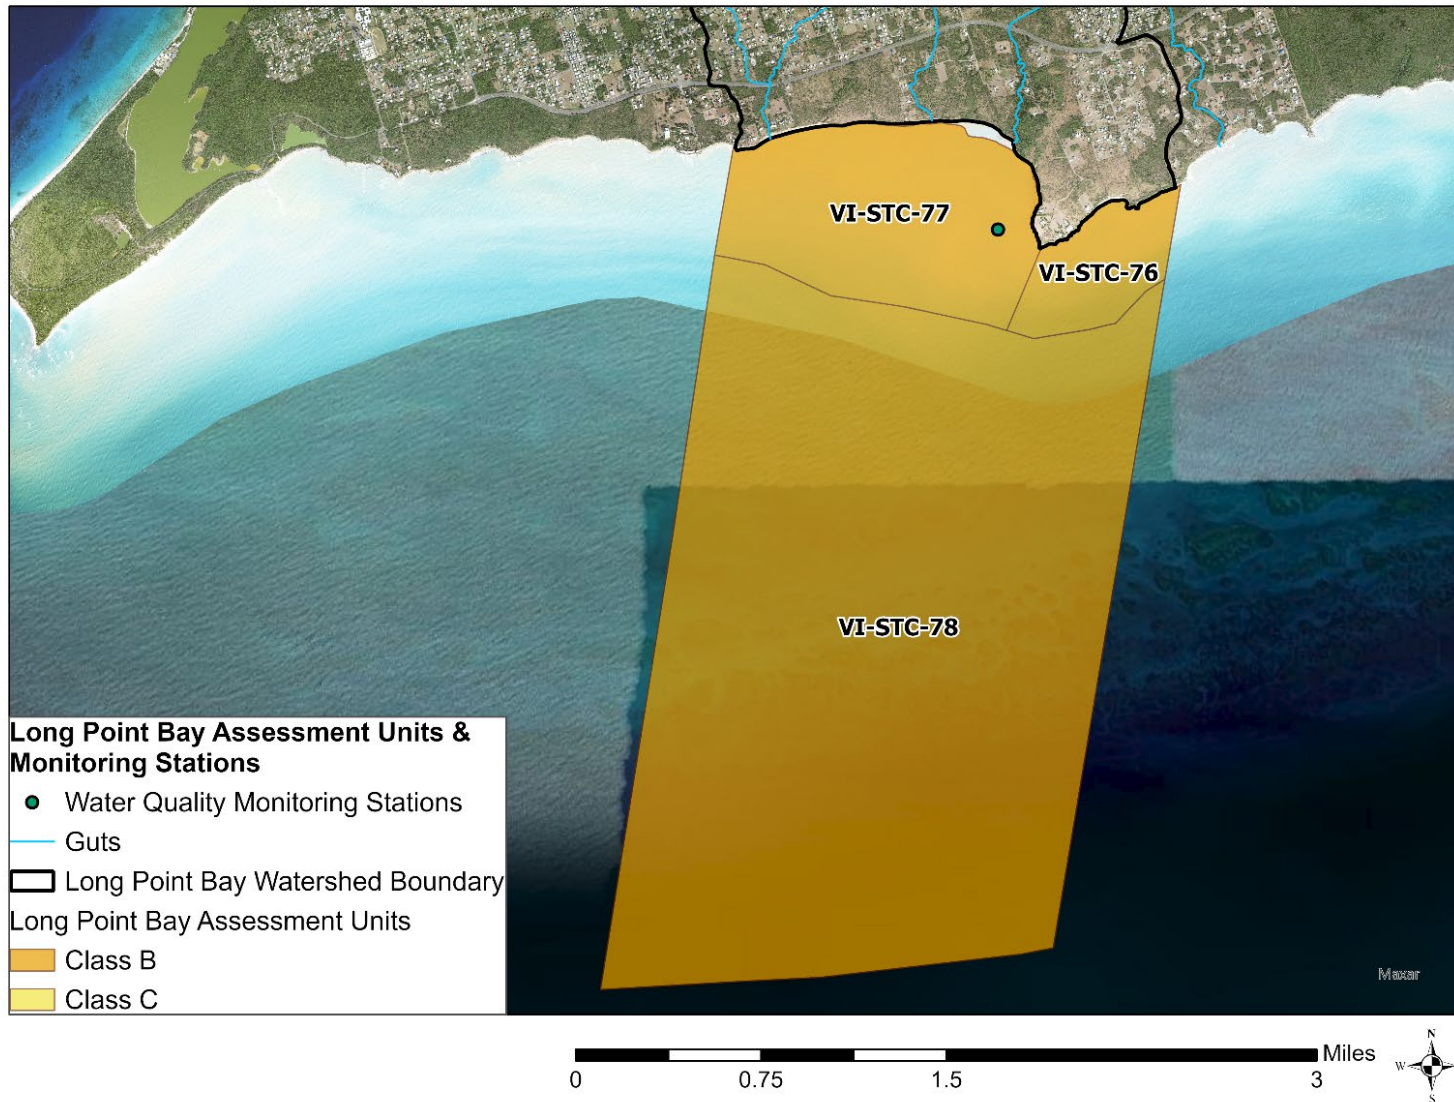 VI-STC-77
VI-STC-76
VI-STC-78
Long Point Bay Assessment Units &
Monitoring Stations
Water Quality Monitoring Stations
Guts
Long Point Bay Watershed Boundary
Long Point Bay Assessment Units
Class B
Class C
Maxar
Miles
0 0.75 1.5 3
N
W
S